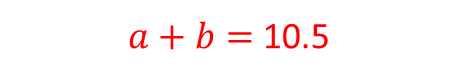 a + b = 10.5